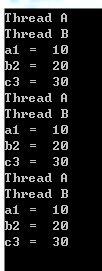 Thread A
Thread B
a1 =  10
b2 =  20
c3 =  30
Thread A
Thread B
a1 =  10
b2 =  20
c3 =  30
Thread A
Thread B
a1 =  10
b2 =  20
c3 =  30